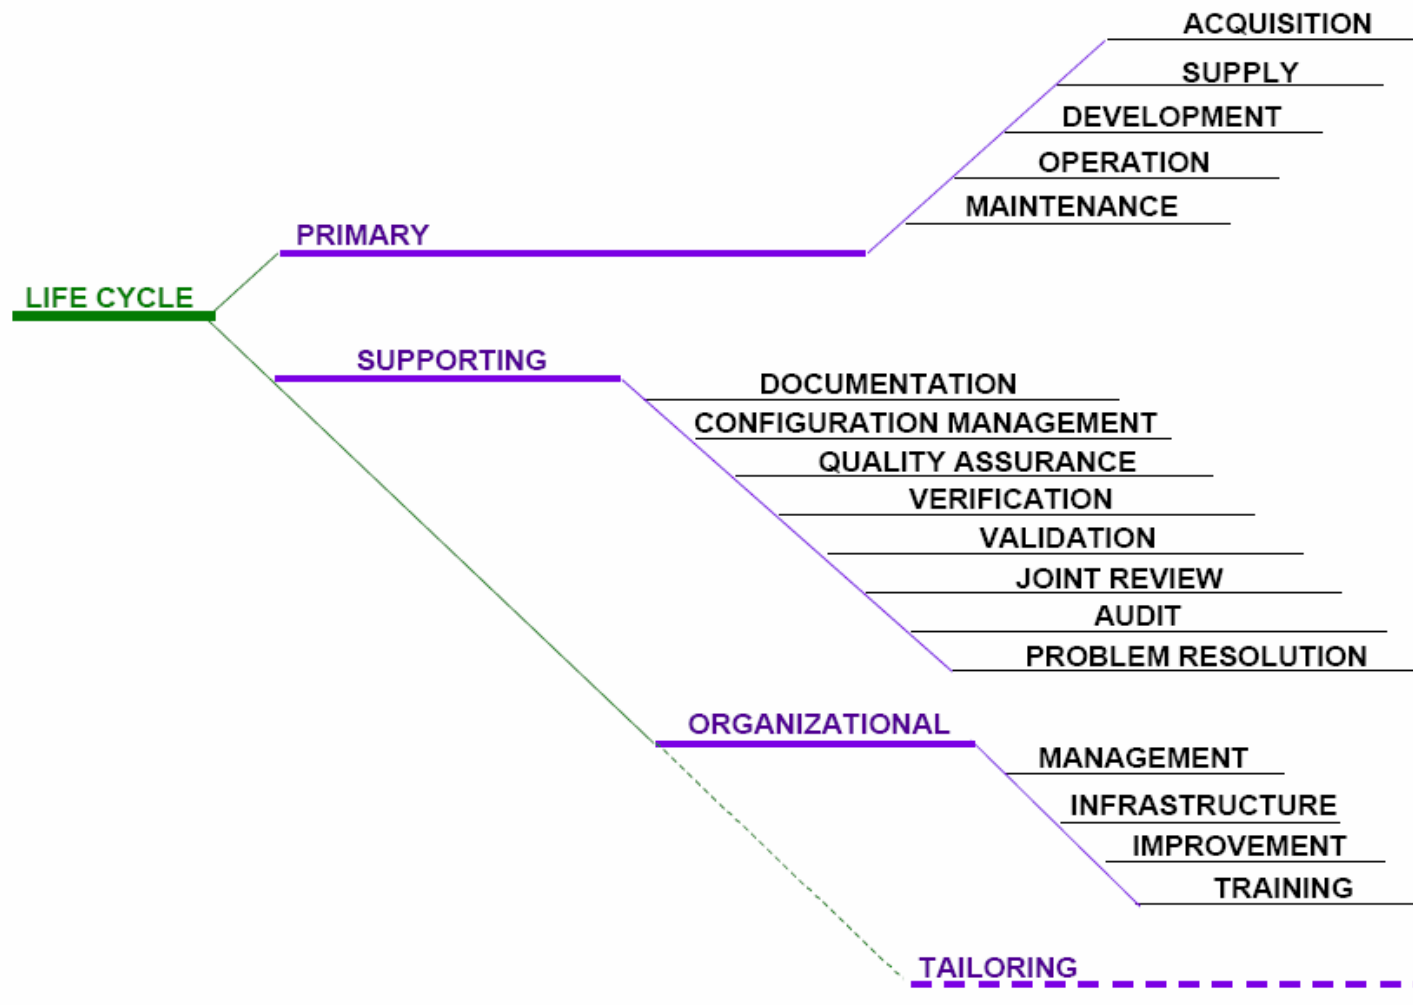 ACQUISITION
SUPPLY
DEVELOPMENT
OPERATION
MAINTENANCE
PRIMARY
LIFE CYCLE
SUPPORTING
DOCUMENTATION
CONFIGURATION MANAGEMENT
QUALITY ASSURANCE
VERIFICATION
VALIDATION
JOINT REVIEW
AUDIT
PROBLEM RESOLUTION
ORGANIZATIONAL
MANAGEMENT
INFRASTRUCTURE
IMPROVEMENT
TRAINING
TAILORING